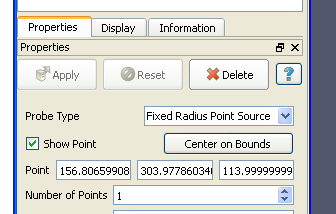 Properties Display Information
Properties
Apply Reset Delete ?
Probe Type Fixed Radius Point Source
Show Point Center on Bounds
Point 156.80659908 303.97786034 113.99999999
Number of Points 1